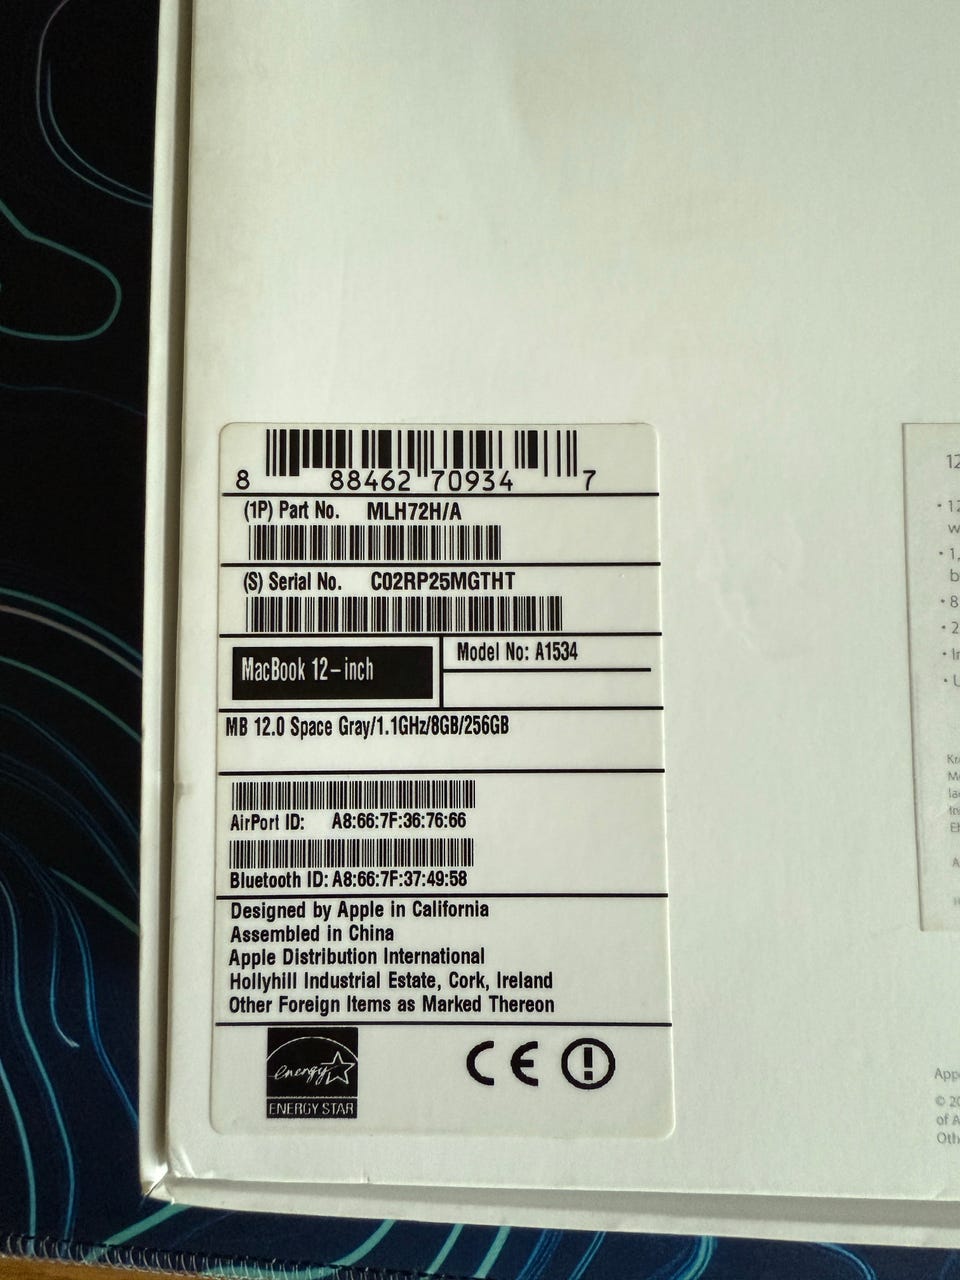 8 88462 70934 7
(1P) Part No. MLH72H/A
(S) Serial No. C02RP25MGTHT
MacBook 12-inch
Model No: A1534
MB 12.0 Space Gray/1.1GHz/8GB/256GB
AirPort ID: A8:66:7F:36:76:66
Bluetooth ID: A8:66:7F:37:49:58
Designed by Apple in California
Assembled in China
Apple Distribution International
Hollyhill Industrial Estate, Cork, Ireland
Other Foreign Items as Marked Thereon
energy
ENERGY STAR
CE
of A